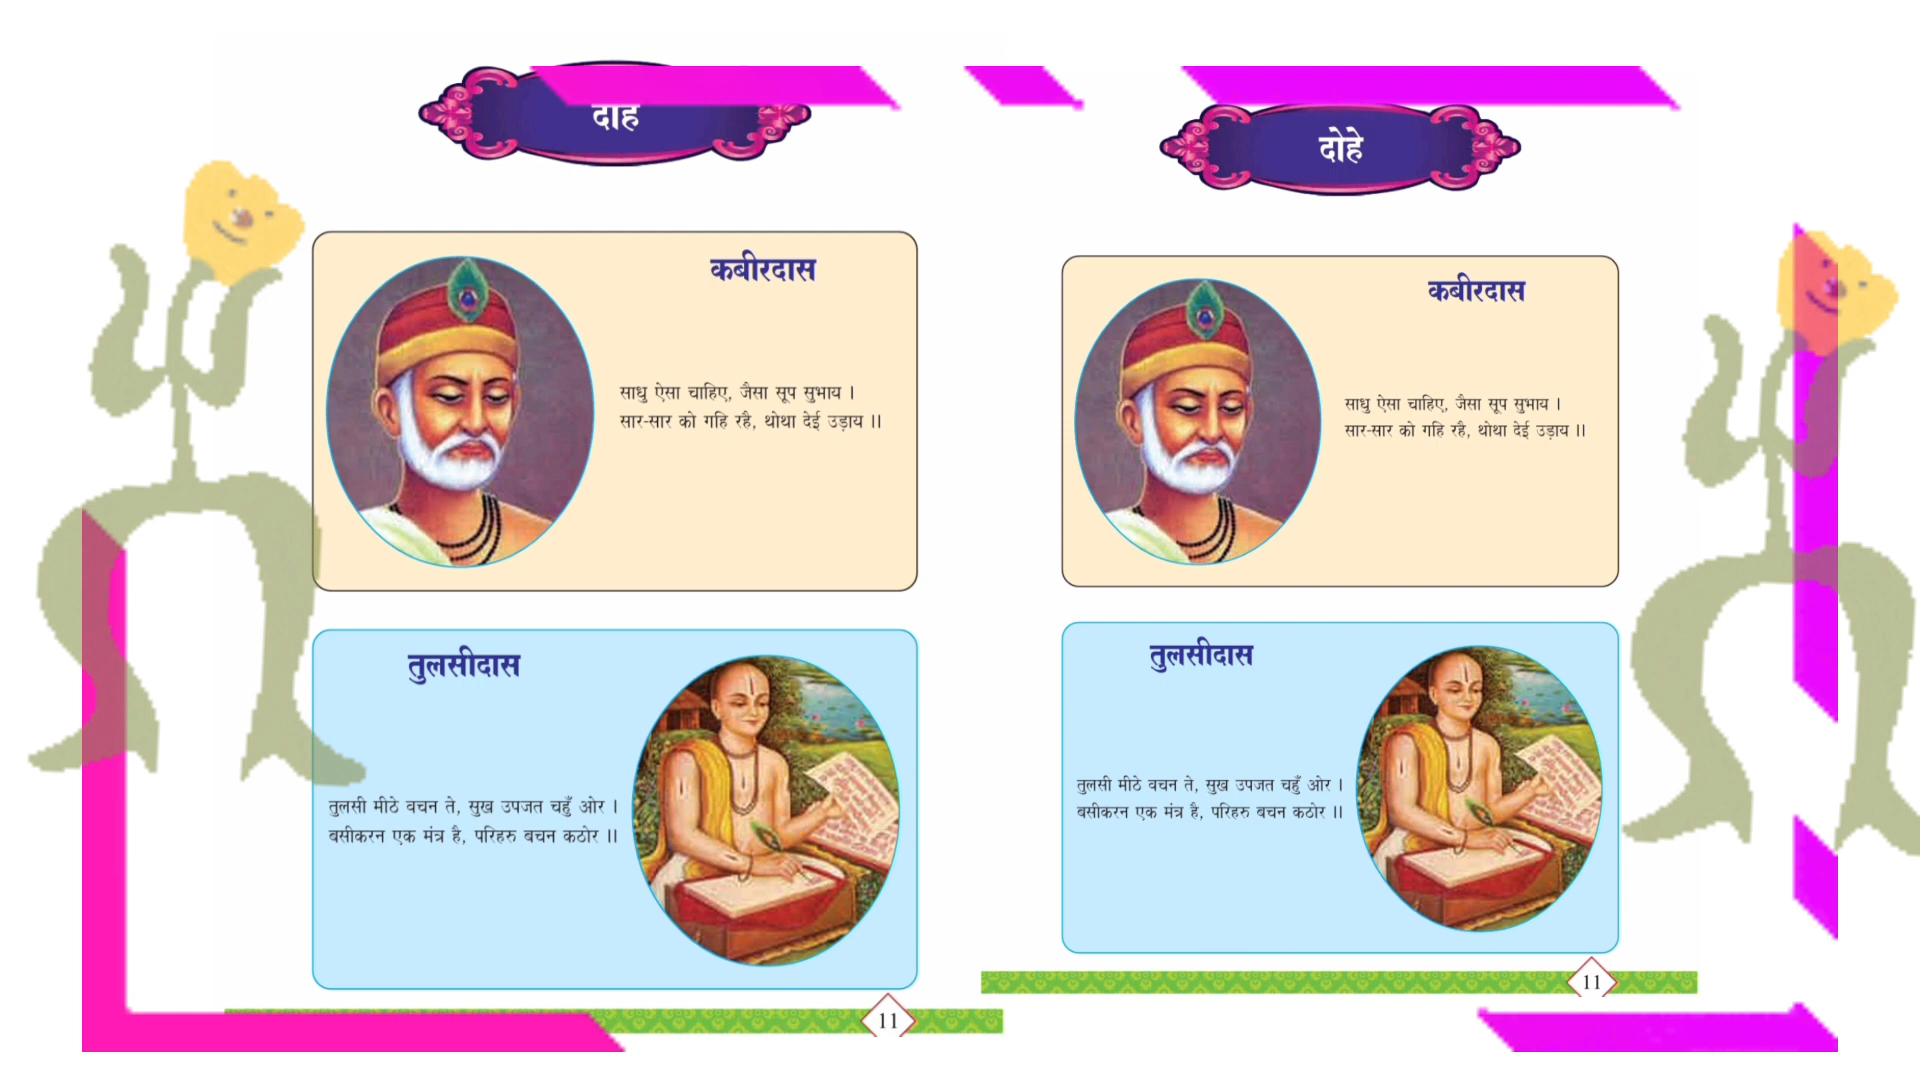 दोहे
कबीरदास
साधु ऐसा चाहिए, जैसा सूप सुभाय ।
सार-सार को गहि रहै, थोथा देई उड़ाय ।।
तुलसीदास
तुलसी मीठे वचन ते, सुख उपजत चहुँ ओर ।
बसीकरन एक मंत्र है, परिहरु बचन कठोर ।।
11
दोहे
कबीरदास
साधु ऐसा चाहिए, जैसा सूप सुभाय ।
सार-सार को गहि रहै, थोथा देई उड़ाय ।।
तुलसीदास
तुलसी मीठे वचन ते, सुख उपजत चहुँ ओर ।
बसीकरन एक मंत्र है, परिहरु बचन कठोर ।।
11